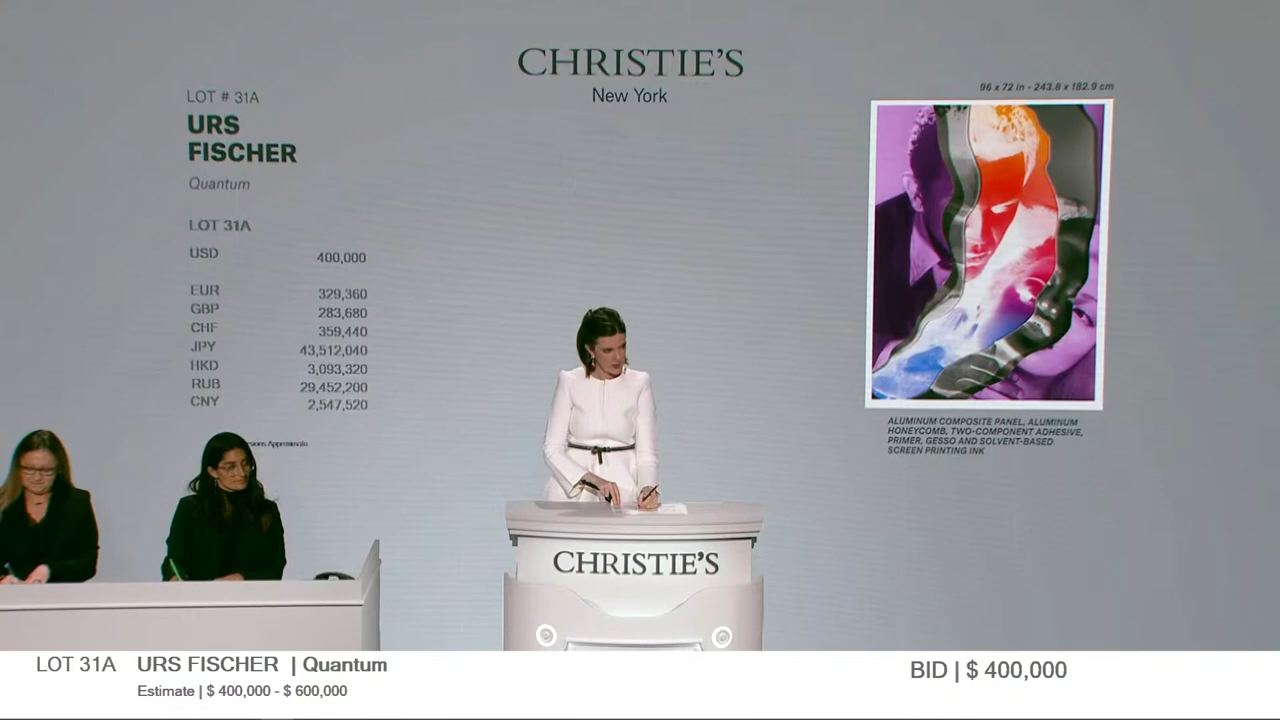 CHRISTIE'S
New York
LOT # 31A
URS
FISCHER
Quantum
LOT 31A
USD 400,000
EUR 329,360
GBP 283,680
CHF 359,440
JPY 43,512,040
HKD 3,093,320
RUB 29,452,200
CNY 2,547,520
Approximate
96 x 72 in - 243.8 x 182.9 cm
ALUMINUM COMPOSITE PANEL, ALUMINUM
HONEYCOMB, TWO-COMPONENT ADHESIVE,
PRIMER, GESSO AND SOLVENT-BASED
SCREEN PRINTING INK
CHRISTIE'S
LOT 31A URS FISCHER | Quantum
Estimate | $ 400,000 - $ 600,000
BID | $ 400,000